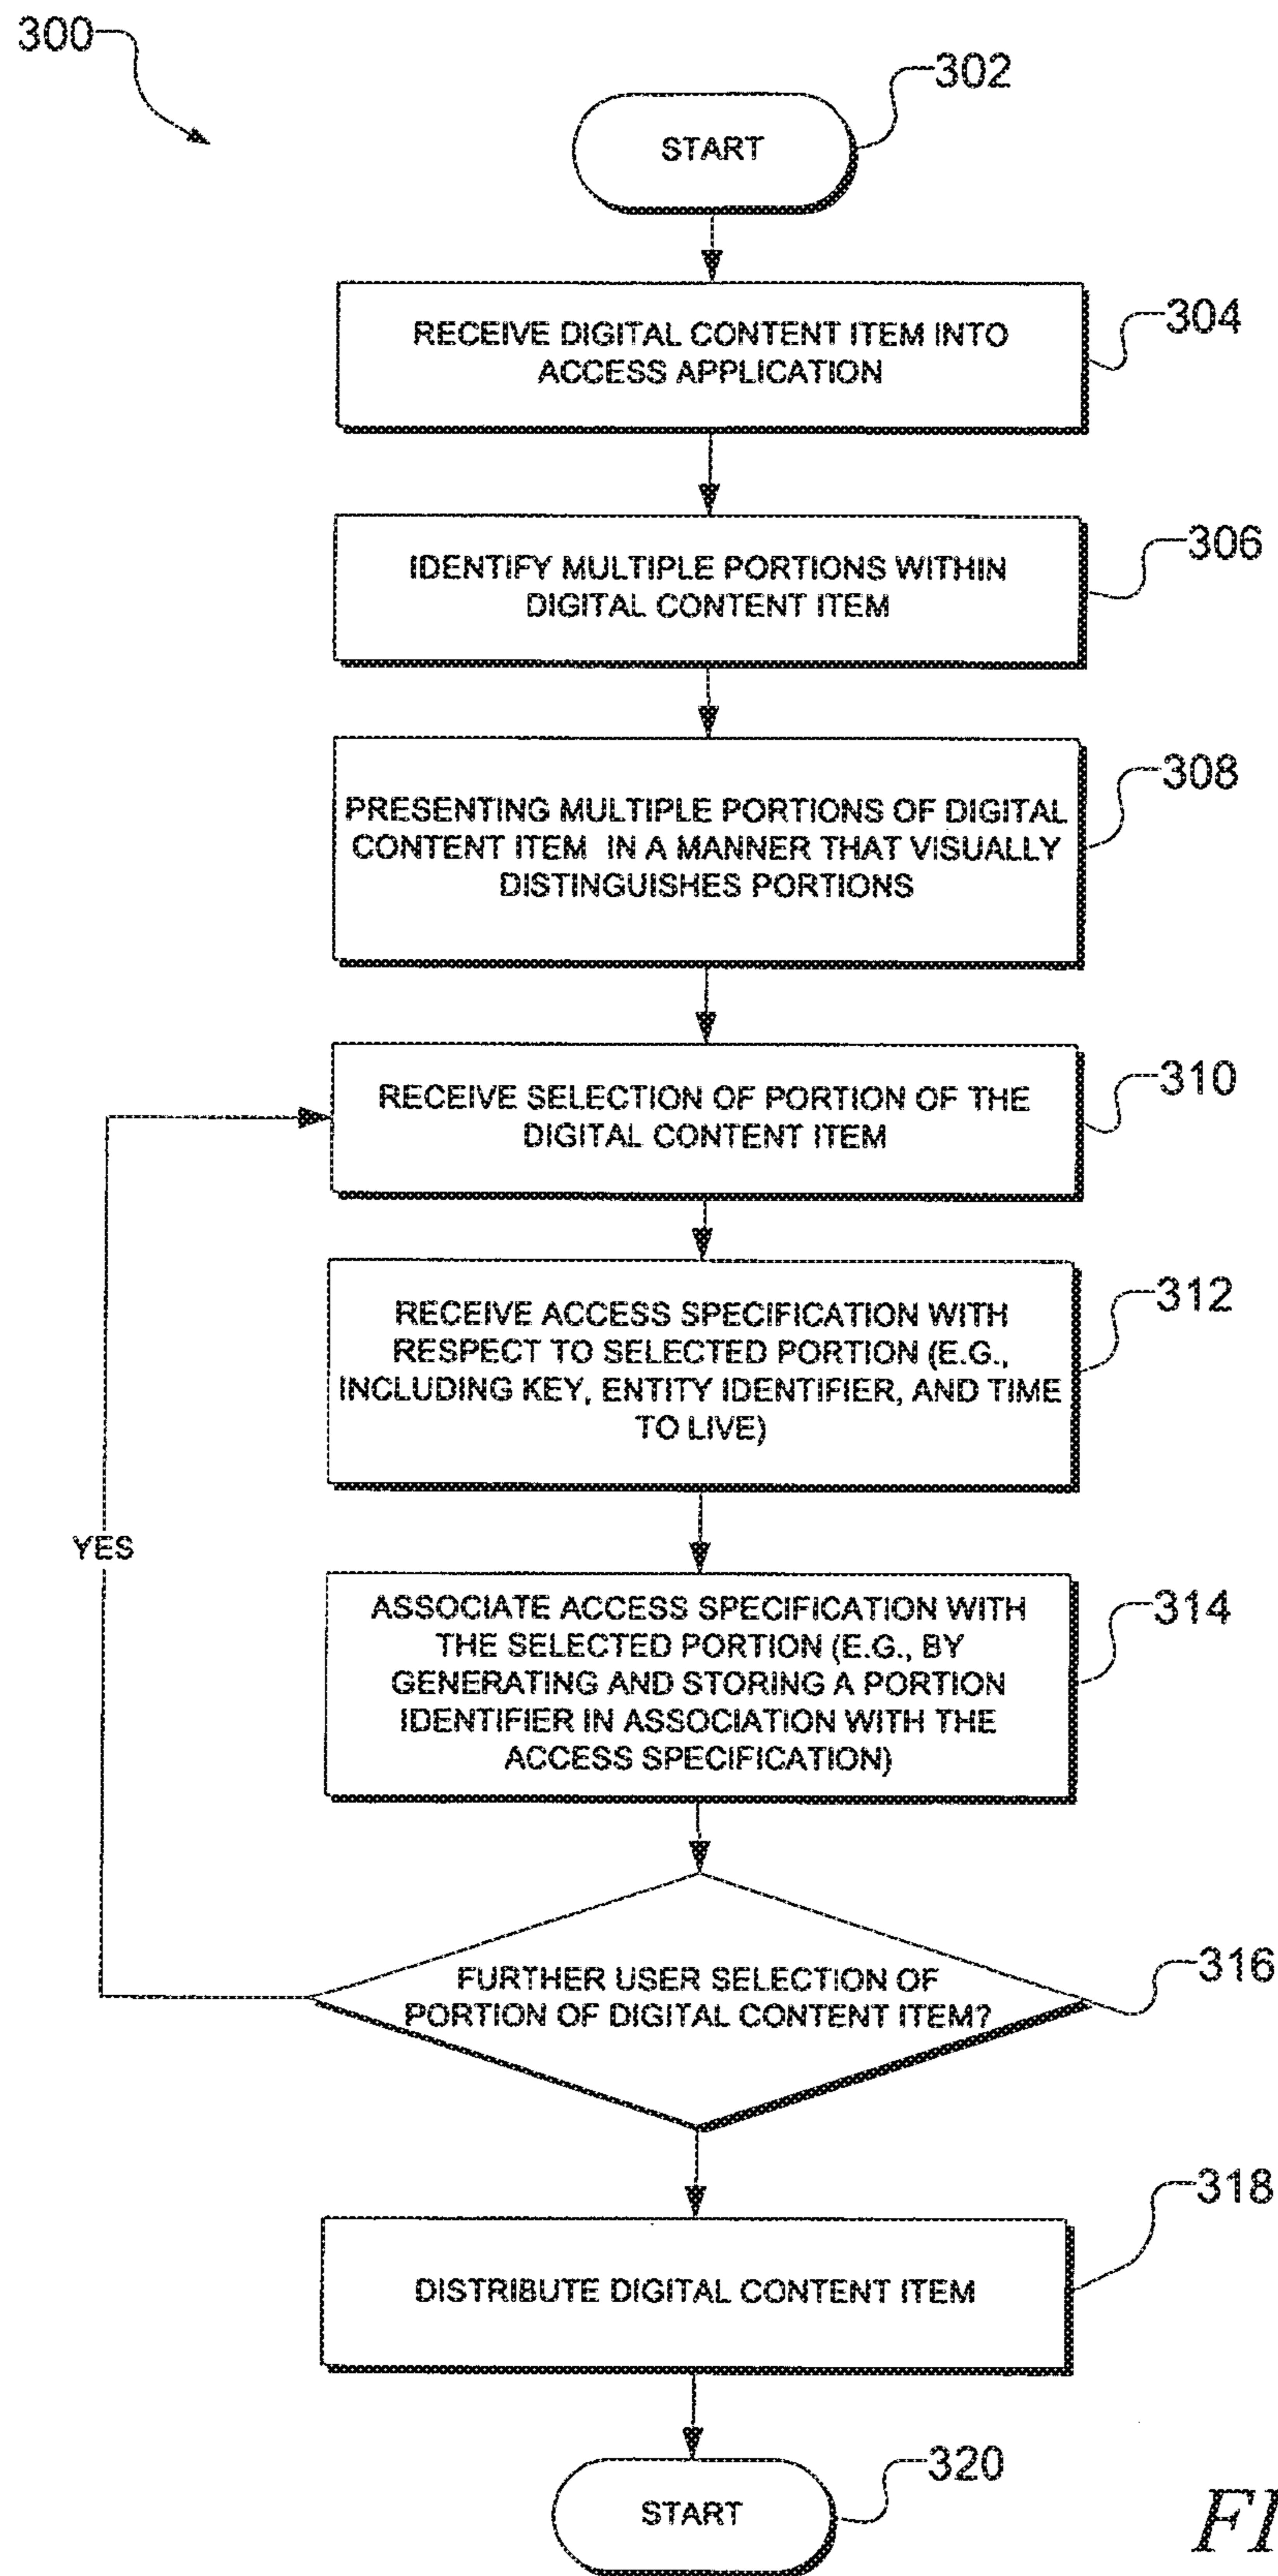 300
302
START
304
RECEIVE DIGITAL CONTENT ITEM INTO
ACCESS APPLICATION
306
IDENTIFY MULTIPLE PORTIONS WITHIN
DIGITAL CONTENT ITEM
308
PRESENTING MULTIPLE PORTIONS OF DIGITAL
CONTENT ITEM IN A MANNER THAT VISUALLY
DISTINGUISHES PORTIONS
310
RECEIVE SELECTION OF PORTION OF THE
DIGITAL CONTENT ITEM
312
RECEIVE ACCESS SPECIFICATION WITH
RESPECT TO SELECTED PORTION (E.G.,
INCLUDING KEY, ENTITY IDENTIFIER, AND TIME
TO LIVE)
YES
314
ASSOCIATE ACCESS SPECIFICATION WITH
THE SELECTED PORTION (E.G., BY
GENERATING AND STORING A PORTION
IDENTIFIER IN ASSOCIATION WITH THE
ACCESS SPECIFICATION)
316
FURTHER USER SELECTION OF
PORTION OF DIGITAL CONTENT ITEM?
318
DISTRIBUTE DIGITAL CONTENT ITEM
320
START